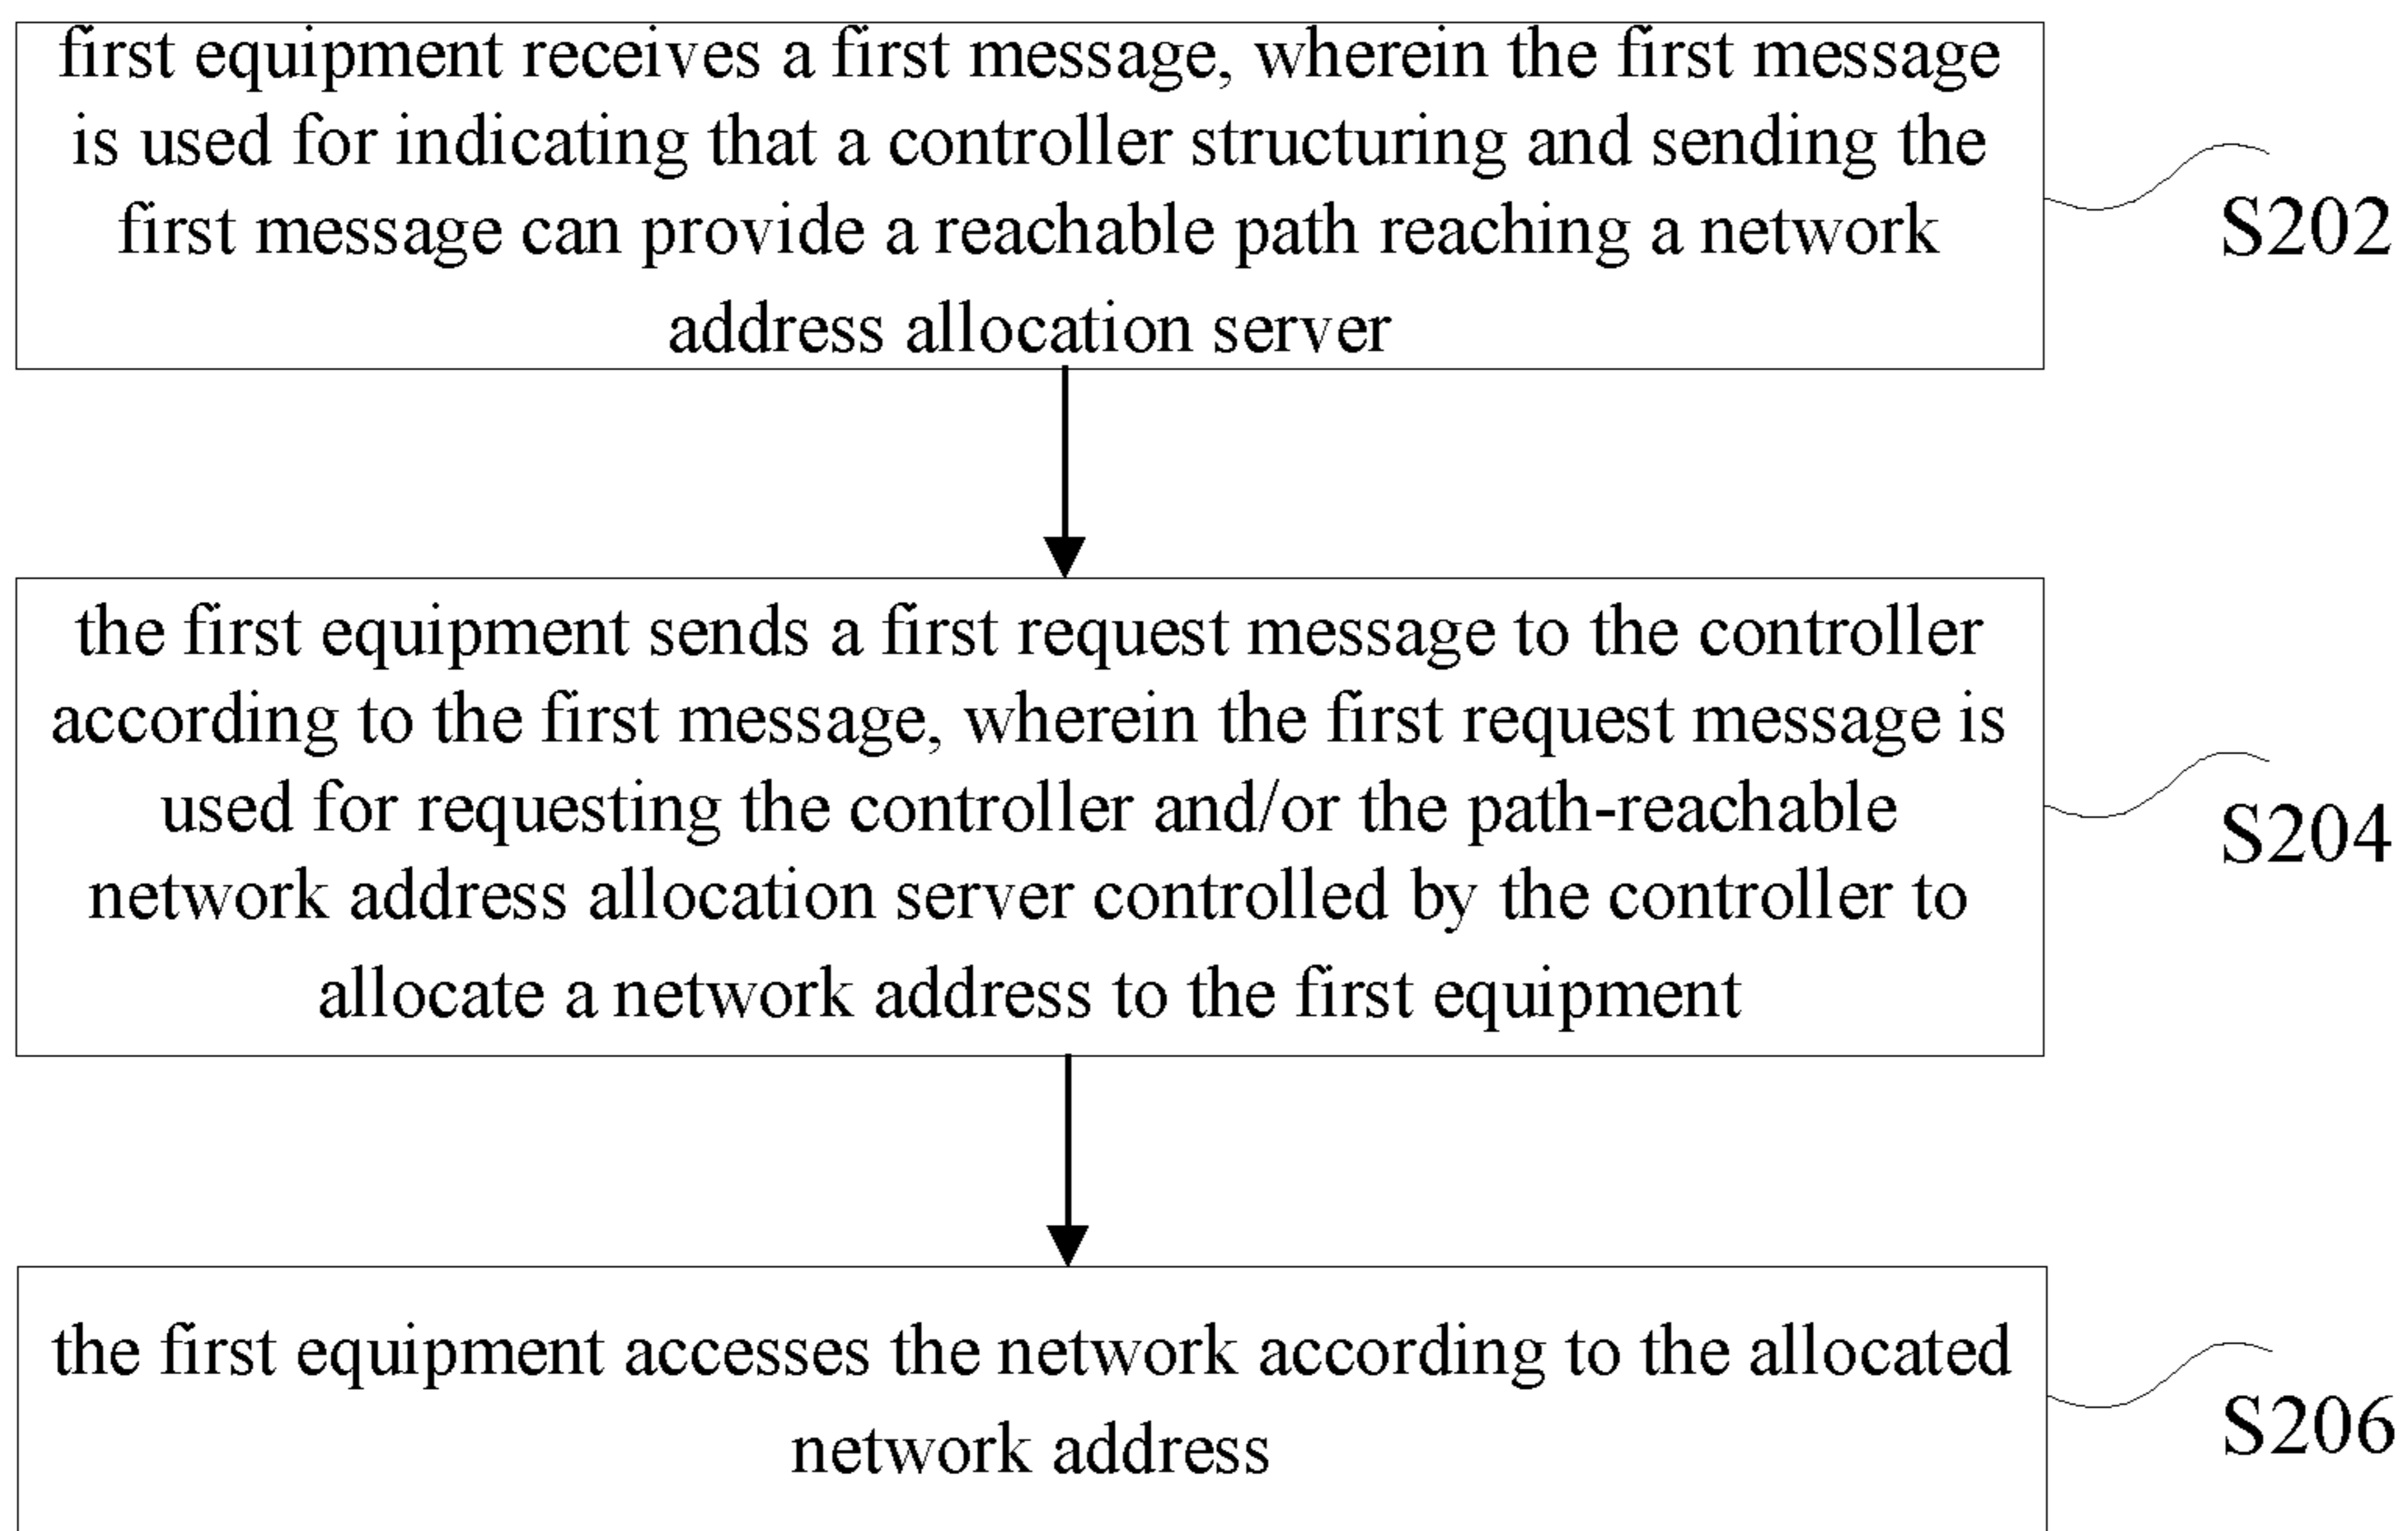 first equipment receives a first message, wherein the first message
is used for indicating that a controller structuring and sending the
first message can provide a reachable path reaching a network
address allocation server
S202
the first equipment sends a first request message to the controller
according to the first message, wherein the first request message is
used for requesting the controller and/or the path-reachable
network address allocation server controlled by the controller to
allocate a network address to the first equipment
S204
the first equipment accesses the network according to the allocated
network address
S206